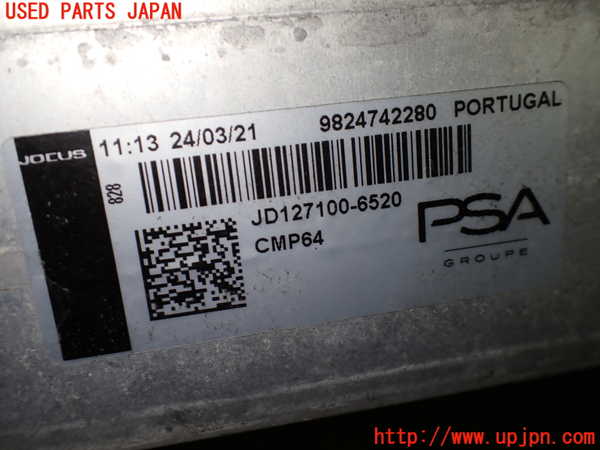 USED PARTS JAPAN
JOCUS
11:13 24/03/21
9824742280 PORTUGAL
828
JD127100-6520
CMP64
PSA
GROUPE
http://www.upjpn.com/